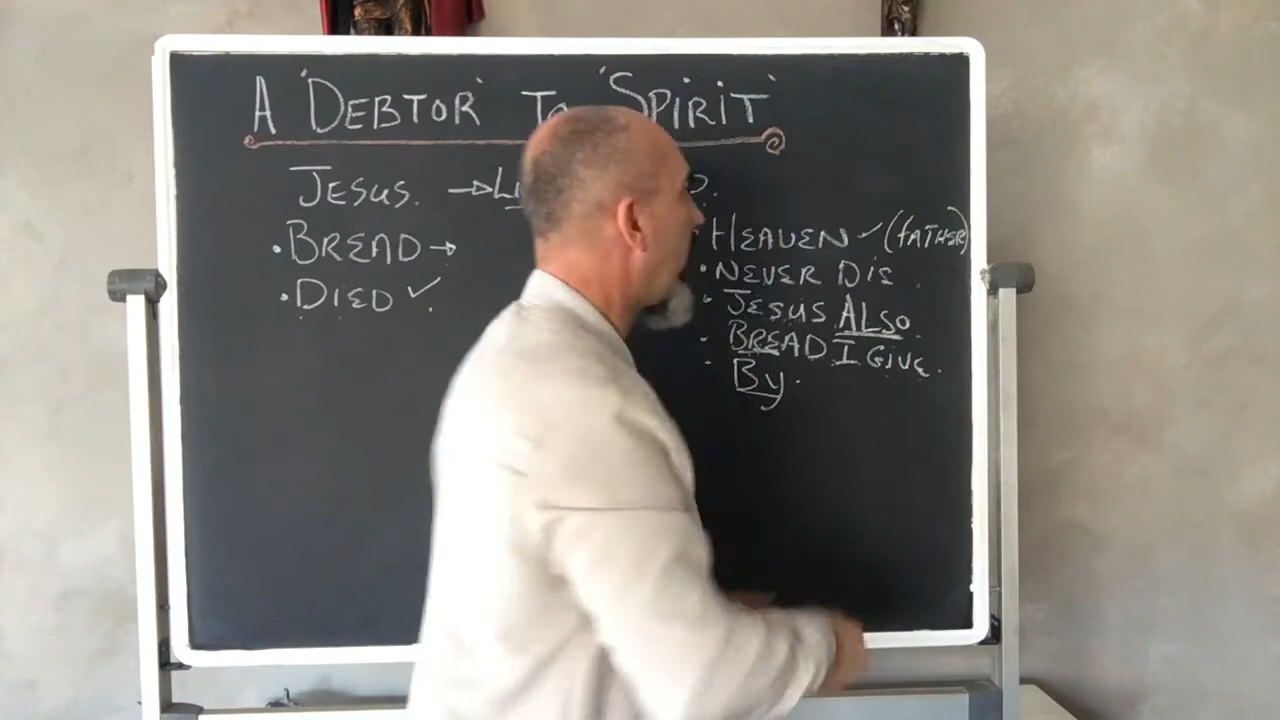 A 'DEBTOR' To 'SPIRIT'
JESUS.
• BREAD →
• DIED ✓.
HEAVEN ✓ (FATHER)
• NEVER DIE.
• JESUS ALSO
• BREAD I GIVE.
• By.